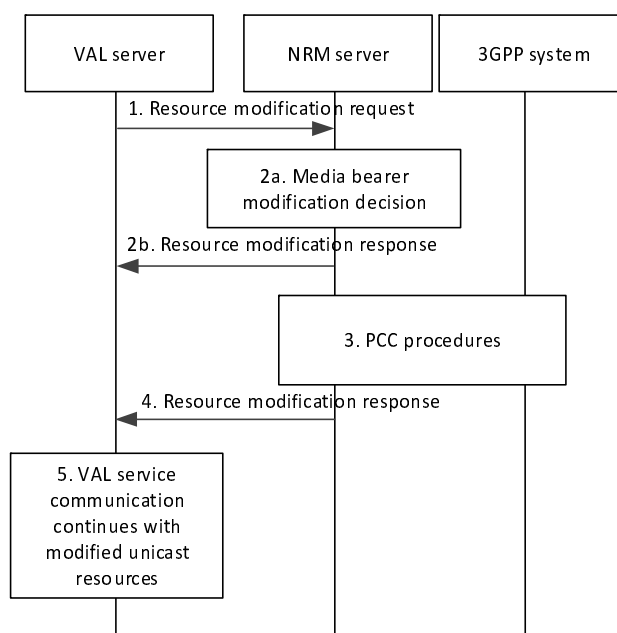 VAL server
NRM server
3GPP system
1. Resource modification request
2a. Media bearer
modification decision
2b. Resource modification response
3. PCC procedures
4. Resource modification response
5. VAL service
communication
continues with
modified unicast
resources